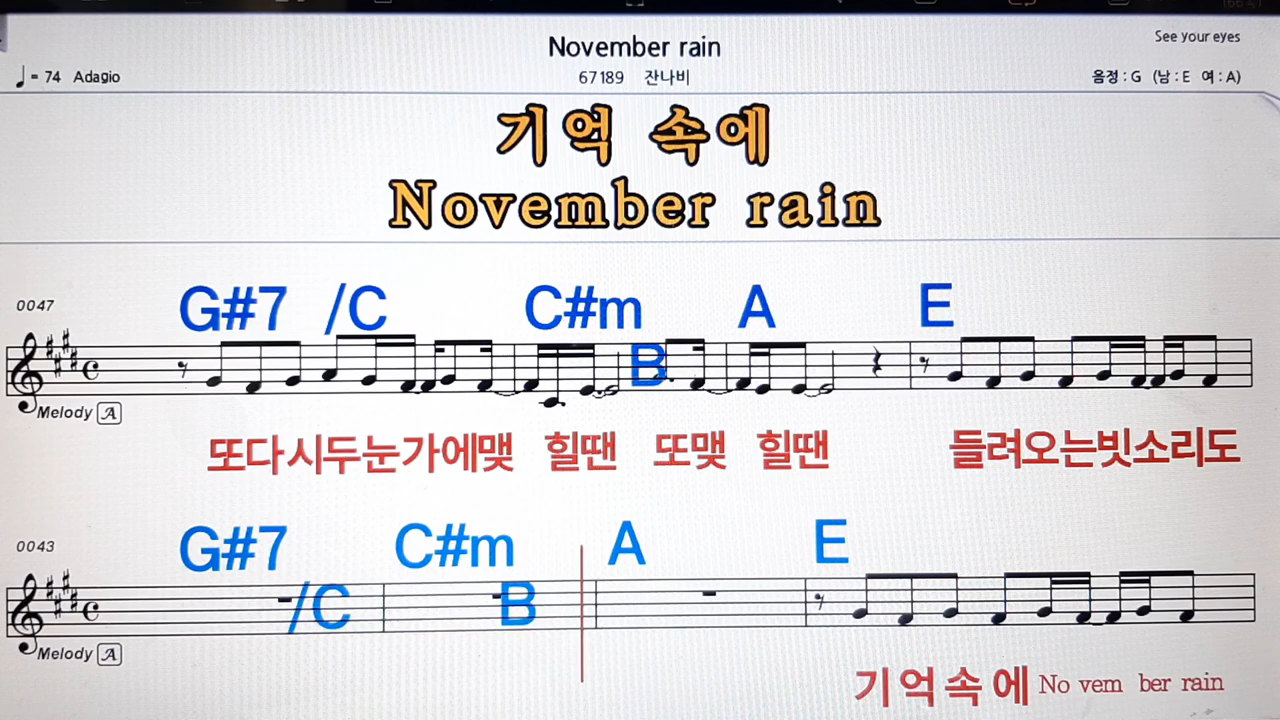 November rain
See your eyes
♩= 74 Adagio
67189 잔나비
음정 : G (남 : E 여 : A)
기억 속에
November rain
0047
G#7 /C C#m B A E
Melody A
또다시두눈가에맺 힐땐 또맺 힐땐 들려오는빗소리도
0043
G#7 /C C#m B A E
Melody A
기억속에 No vem ber rain